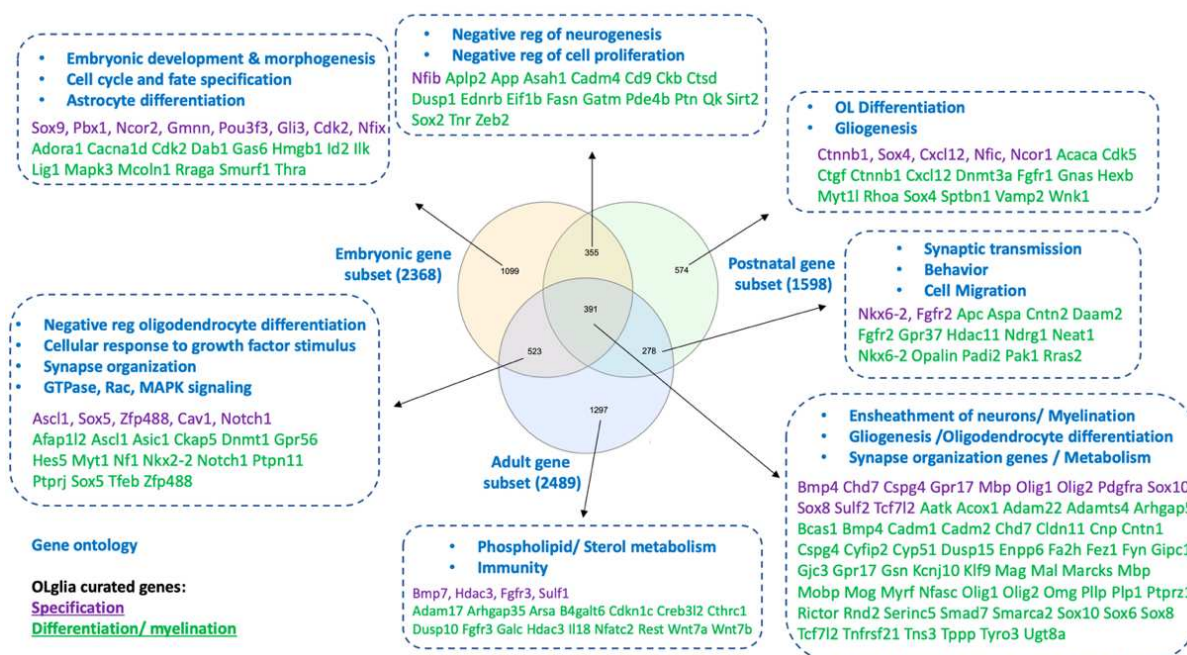 • Embryonic development & morphogenesis
• Cell cycle and fate specification
• Astrocyte differentiation
Sox9, Pbx1, Ncor2, Gmnn, Pou3f3, Gli3, Cdk2, Nfix
Adora1 Cacna1d Cdk2 Dab1 Gas6 Hmgb1 Id2 Ilk
Lig1 Mapk3 Mcoln1 Rraga Smurf1 Thra
• Negative reg of neurogenesis
• Negative reg of cell proliferation
Nfib Aplp2 App Asah1 Cadm4 Cd9 Ckb Ctsd
Dusp1 Ednrb Eif1b Fasn Gatm Pde4b Ptn Qk Sirt2
Sox2 Tnr Zeb2
• OL Differentiation
• Gliogenesis
Ctnnb1, Sox4, Cxcl12, Nfic, Ncor1 Acaca Cdk5
Ctgf Ctnnb1 Cxcl12 Dnmt3a Fgfr1 Gnas Hexb
Myt1l Rhoa Sox4 Sptbn1 Vamp2 Wnk1
Embryonic gene
subset (2368)
1099
355
574
Postnatal gene
subset (1598)
391
523
278
1297
Adult gene
subset (2489)
• Synaptic transmission
• Behavior
• Cell Migration
Nkx6-2, Fgfr2 Apc Aspa Cntn2 Daam2
Fgfr2 Gpr37 Hdac11 Ndrg1 Neat1
Nkx6-2 Opalin Padi2 Pak1 Rras2
• Negative reg oligodendrocyte differentiation
• Cellular response to growth factor stimulus
• Synapse organization
• GTPase, Rac, MAPK signaling
Ascl1, Sox5, Zfp488, Cav1, Notch1
Afap1l2 Ascl1 Asic1 Ckap5 Dnmt1 Gpr56
Hes5 Myt1 Nf1 Nkx2-2 Notch1 Ptpn11
Ptprj Sox5 Tfeb Zfp488
• Ensheathment of neurons/ Myelination
• Gliogenesis /Oligodendrocyte differentiation
• Synapse organization genes / Metabolism
Bmp4 Chd7 Cspg4 Gpr17 Mbp Olig1 Olig2 Pdgfra Sox10
Sox8 Sulf2 Tcf7l2 Aatk Acox1 Adam22 Adamts4 Arhgap5
Bcas1 Bmp4 Cadm1 Cadm2 Chd7 Cldn11 Cnp Cntn1
Cspg4 Cyfip2 Cyp51 Dusp15 Enpp6 Fa2h Fez1 Fyn Gipc1
Gjc3 Gpr17 Gsn Kcnj10 Klf9 Mag Mal Marcks Mbp
Mobp Mog Myrf Nfasc Olig1 Olig2 Omg Pllp Plp1 Ptprz1
Rictor Rnd2 Serinc5 Smad7 Smarca2 Sox10 Sox6 Sox8
Tcf7l2 Tnfrsf21 Tns3 Tppp Tyro3 Ugt8a
• Phospholipid/ Sterol metabolism
• Immunity
Bmp7, Hdac3, Fgfr3, Sulf1
Adam17 Arhgap35 Arsa B4galt6 Cdkn1c Creb3l2 Cthrc1
Dusp10 Fgfr3 Galc Hdac3 Il18 Nfatc2 Rest Wnt7a Wnt7b
Gene ontology
OLglia curated genes:
Specification
Differentiation/ myelination